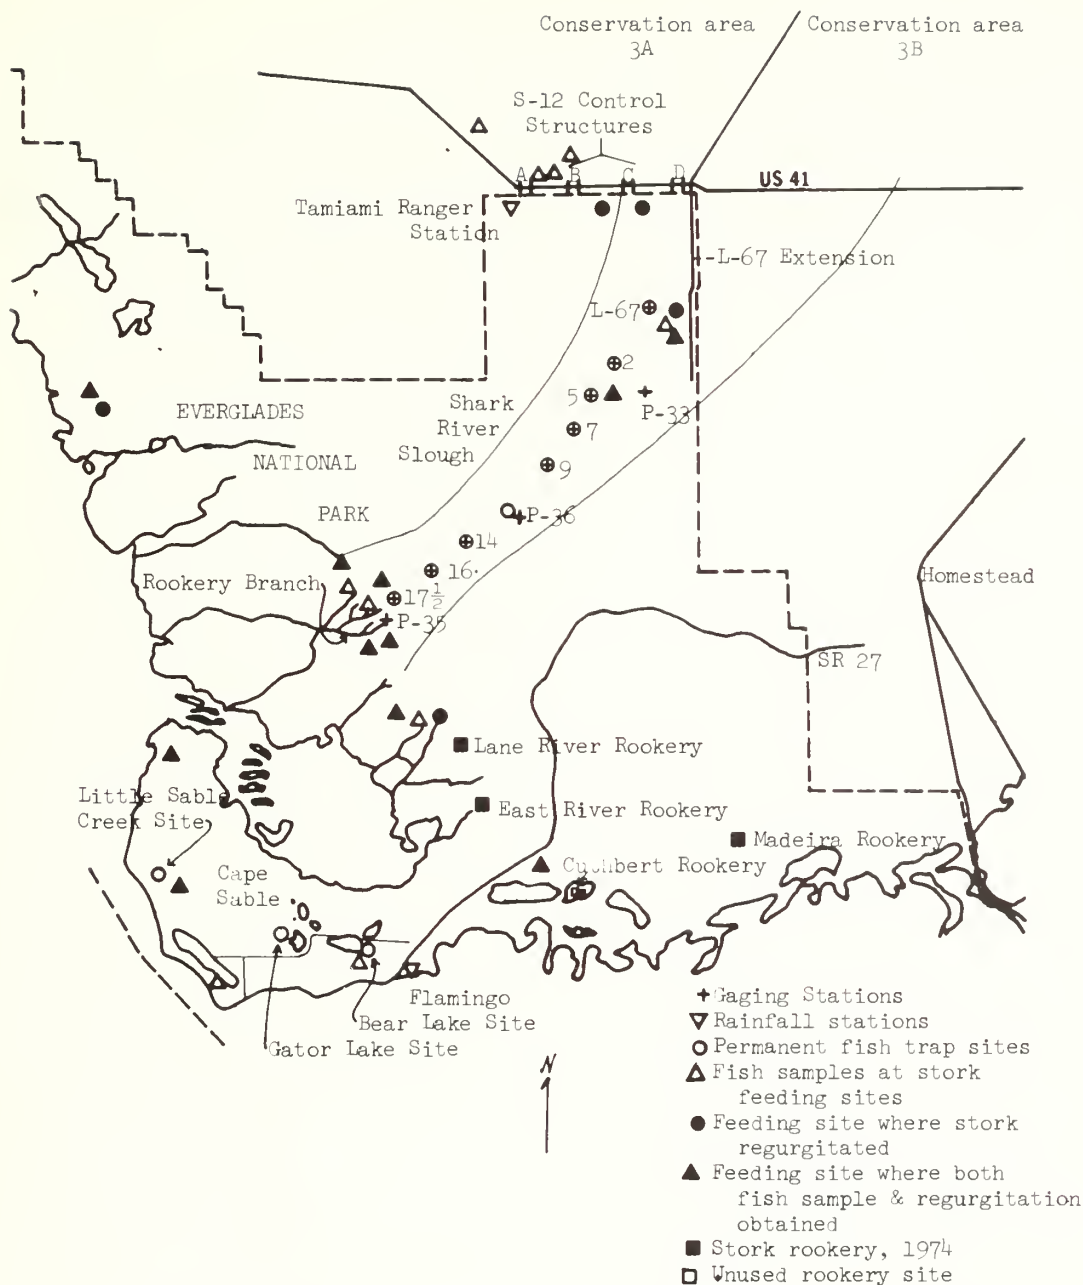 Conservation area
3A
Conservation area
3B
S-12 Control
Structures
A
B
C
D
US 41
Tamiami Ranger
Station
L-67 Extension
L-67
2
5
P-33
7
9
Shark
River
Slough
EVERGLADES
NATIONAL
PARK
P-36
14
16
17½
P-35
Rookery Branch
Homestead
SR 27
Lane River Rookery
East River Rookery
Madeira Rookery
Cuthbert Rookery
Little Sable
Creek Site
Cape
Sable
Flamingo
Bear Lake Site
Gator Lake Site
N
Gaging Stations
Rainfall stations
Permanent fish trap sites
Fish samples at stork
feeding sites
Feeding site where stork
regurgitated
Feeding site where both
fish sample & regurgitation
obtained
Stork rookery, 1974
Unused rookery site